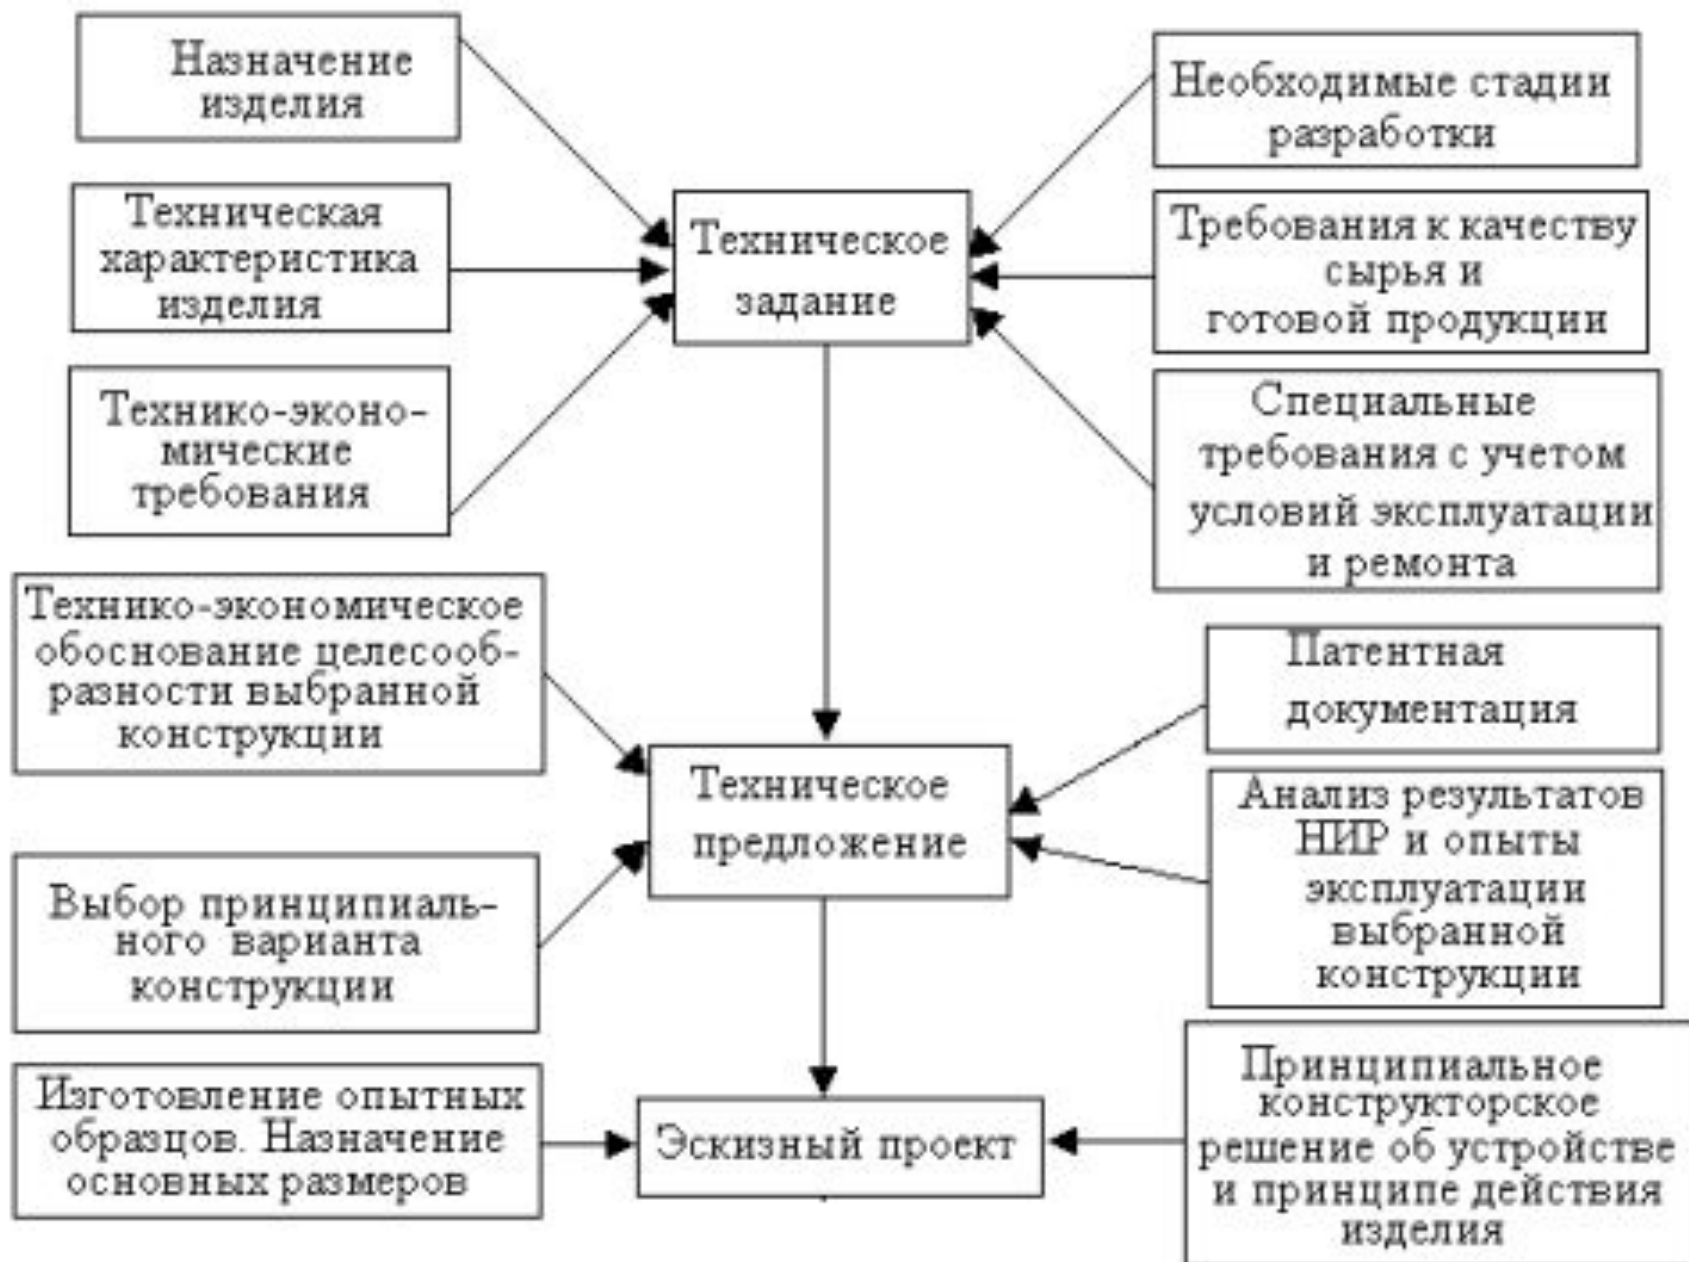 Назначение
изделия
Необходимые стадии
разработки
Техническая
характеристика
изделия
Техническое
задание
Требования к качеству
сырья и
готовой продукции
Технико-эконо-
мические
требования
Специальные
требования с учетом
условий эксплуатации
и ремонта
Технико-экономическое
обоснование целесооб-
разности выбранной
конструкции
Патентная
документация
Техническое
предложение
Анализ результатов
НИР и опыты
эксплуатации
выбранной
конструкции
Выбор принципиаль-
ного варианта
конструкции
Изготовление опытных
образцов. Назначение
основных размеров
Эскизный проект
Принципиальное
конструкторское
решение об устройстве
и принципе действия
изделия